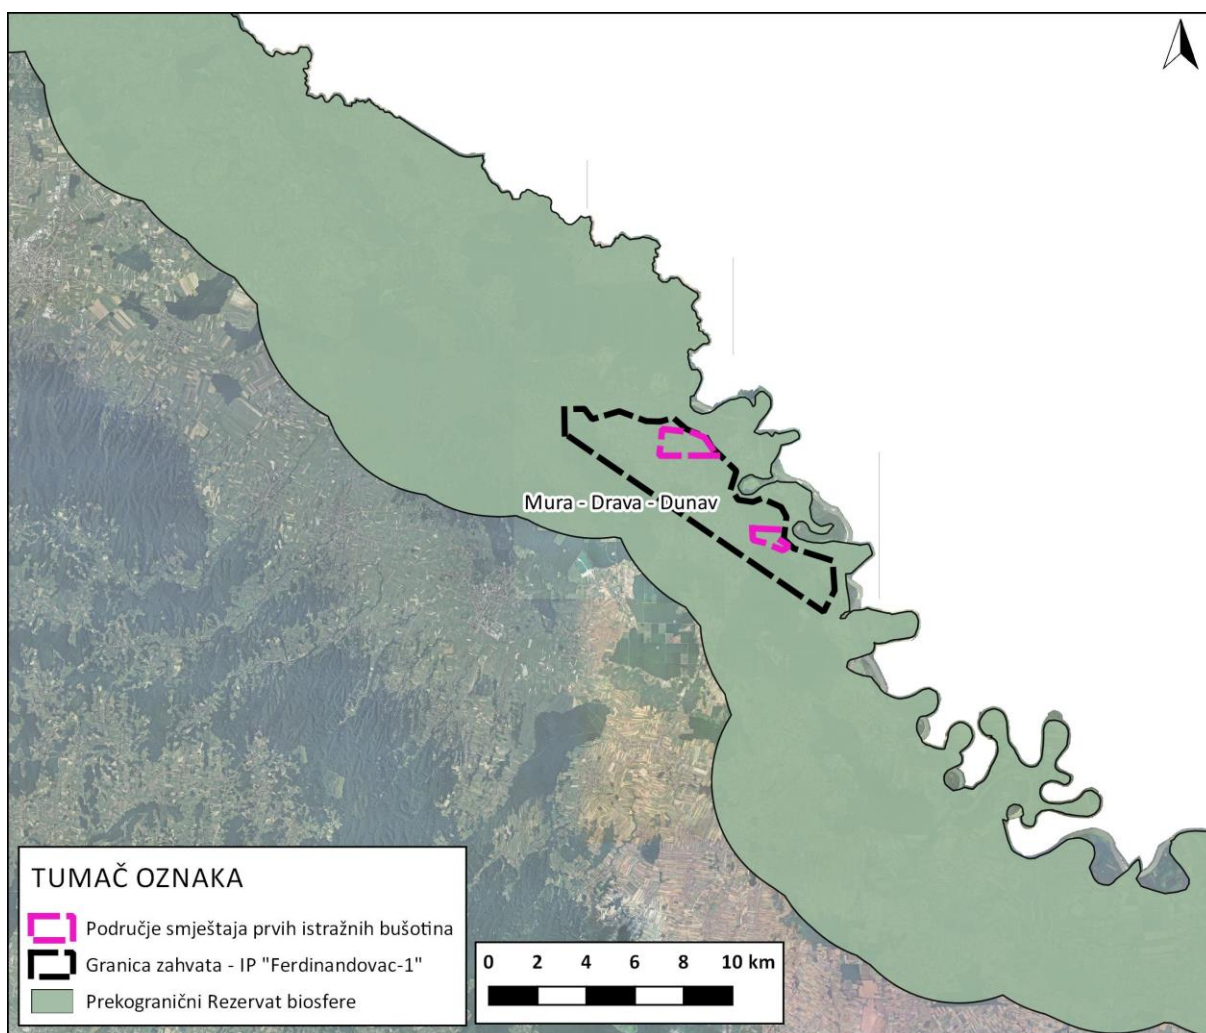 Mura - Drava - Dunav
TUMAČ OZNAKA
Područje smještaja prvih istražnih bušotina
Granica zahvata - IP "Ferdinandovac-1"
Prekogranični Rezervat biosfere
0 2 4 6 8 10 km